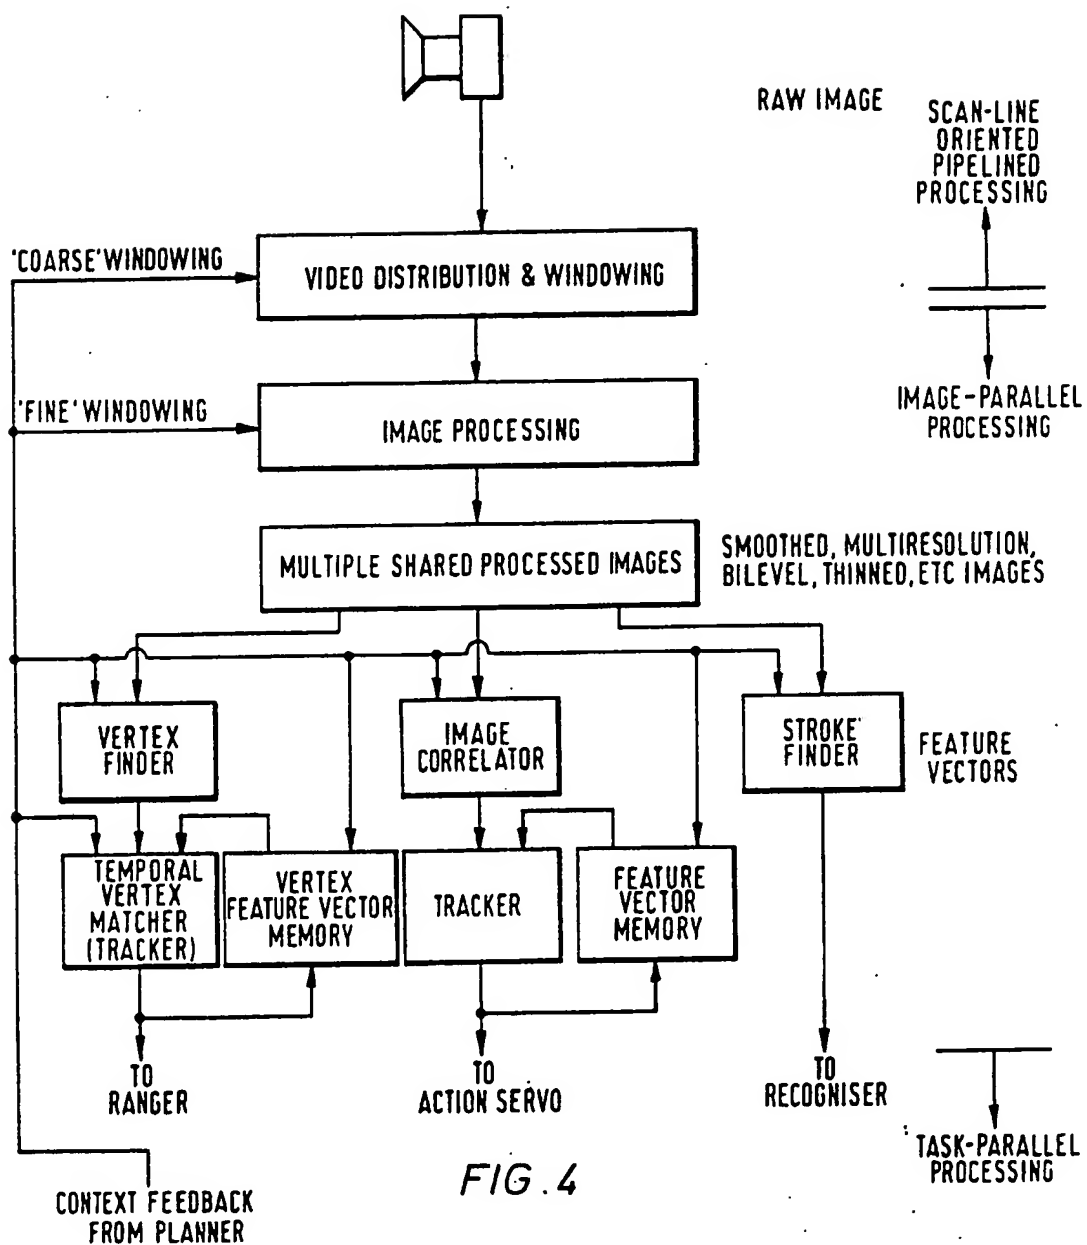 RAW IMAGE
SCAN-LINE
ORIENTED
PIPELINED
PROCESSING
'COARSE' WINDOWING
VIDEO DISTRIBUTION & WINDOWING
IMAGE-PARALLEL
PROCESSING
'FINE' WINDOWING
IMAGE PROCESSING
MULTIPLE SHARED PROCESSED IMAGES
SMOOTHED, MULTIRESOLUTION,
BILEVEL, THINNED, ETC IMAGES
VERTEX
FINDER
IMAGE
CORRELATOR
STROKE
FINDER
FEATURE
VECTORS
TEMPORAL
VERTEX
MATCHER
(TRACKER)
VERTEX
FEATURE VECTOR
MEMORY
TRACKER
FEATURE
VECTOR
MEMORY
TO
RANGER
TO
ACTION SERVO
TO
RECOGNISER
TASK-PARALLEL
PROCESSING
CONTEXT FEEDBACK
FROM PLANNER
FIG. 4